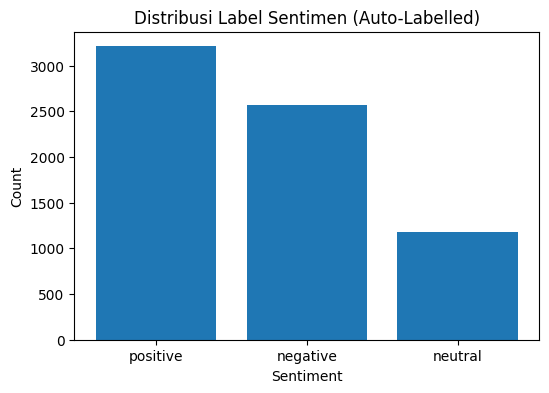 Distribusi Label Sentimen (Auto-Labelled)
Count
3000
2500
2000
1500
1000
500
0
positive negative neutral
Sentiment